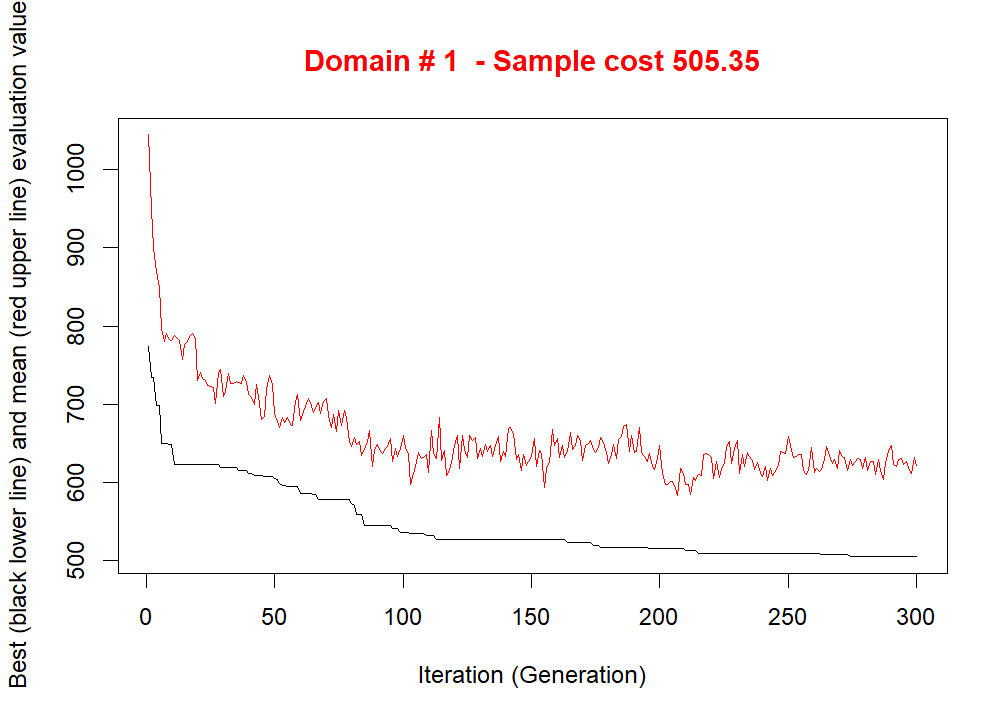 Domain # 1  - Sample cost 505.35
Best (black lower line) and mean (red upper line) evaluation value
1000
900
800
700
600
500
0 50 100 150 200 250 300
Iteration (Generation)